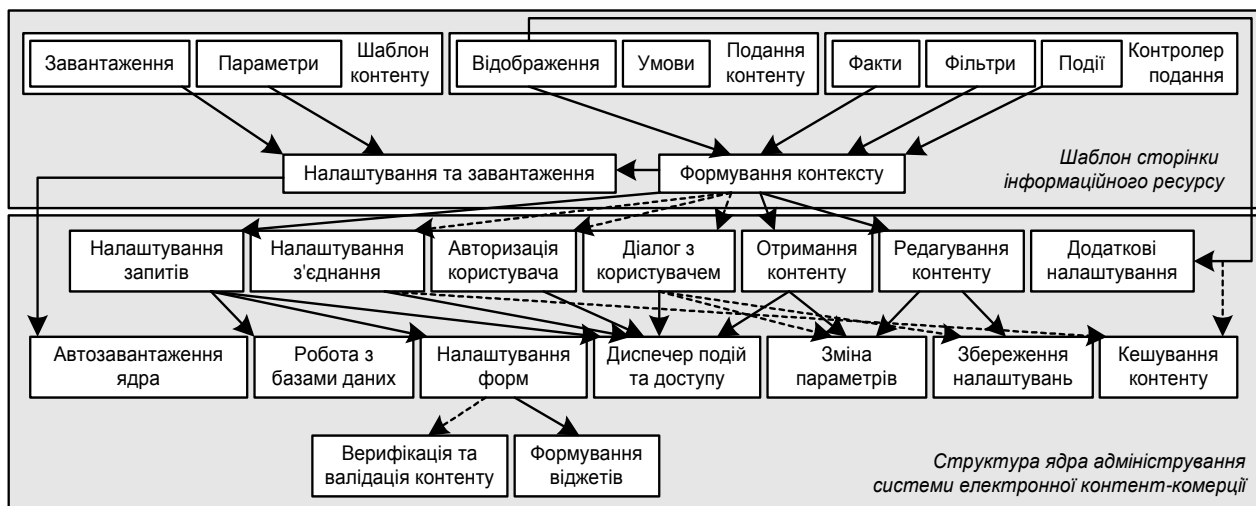 Завантаження
Параметри
Шаблон
контенту
Відображення
Умови
Подання
контенту
Факти
Фільтри
Події
Контролер
подання
Налаштування та завантаження
Формування контексту
Шаблон сторінки
інформаційного ресурсу
Налаштування
запитів
Налаштування
з'єднання
Авторизація
користувача
Діалог з
користувачем
Отримання
контенту
Редагування
контенту
Додаткові
налаштування
Автозавантаження
ядра
Робота з
базами даних
Налаштування
форм
Диспечер подій
та доступу
Зміна
параметрів
Збереження
налаштувань
Кешування
контенту
Верифікація та
валідація контенту
Формування
віджетів
Структура ядра адміністрування
системи електронної контент-комерції